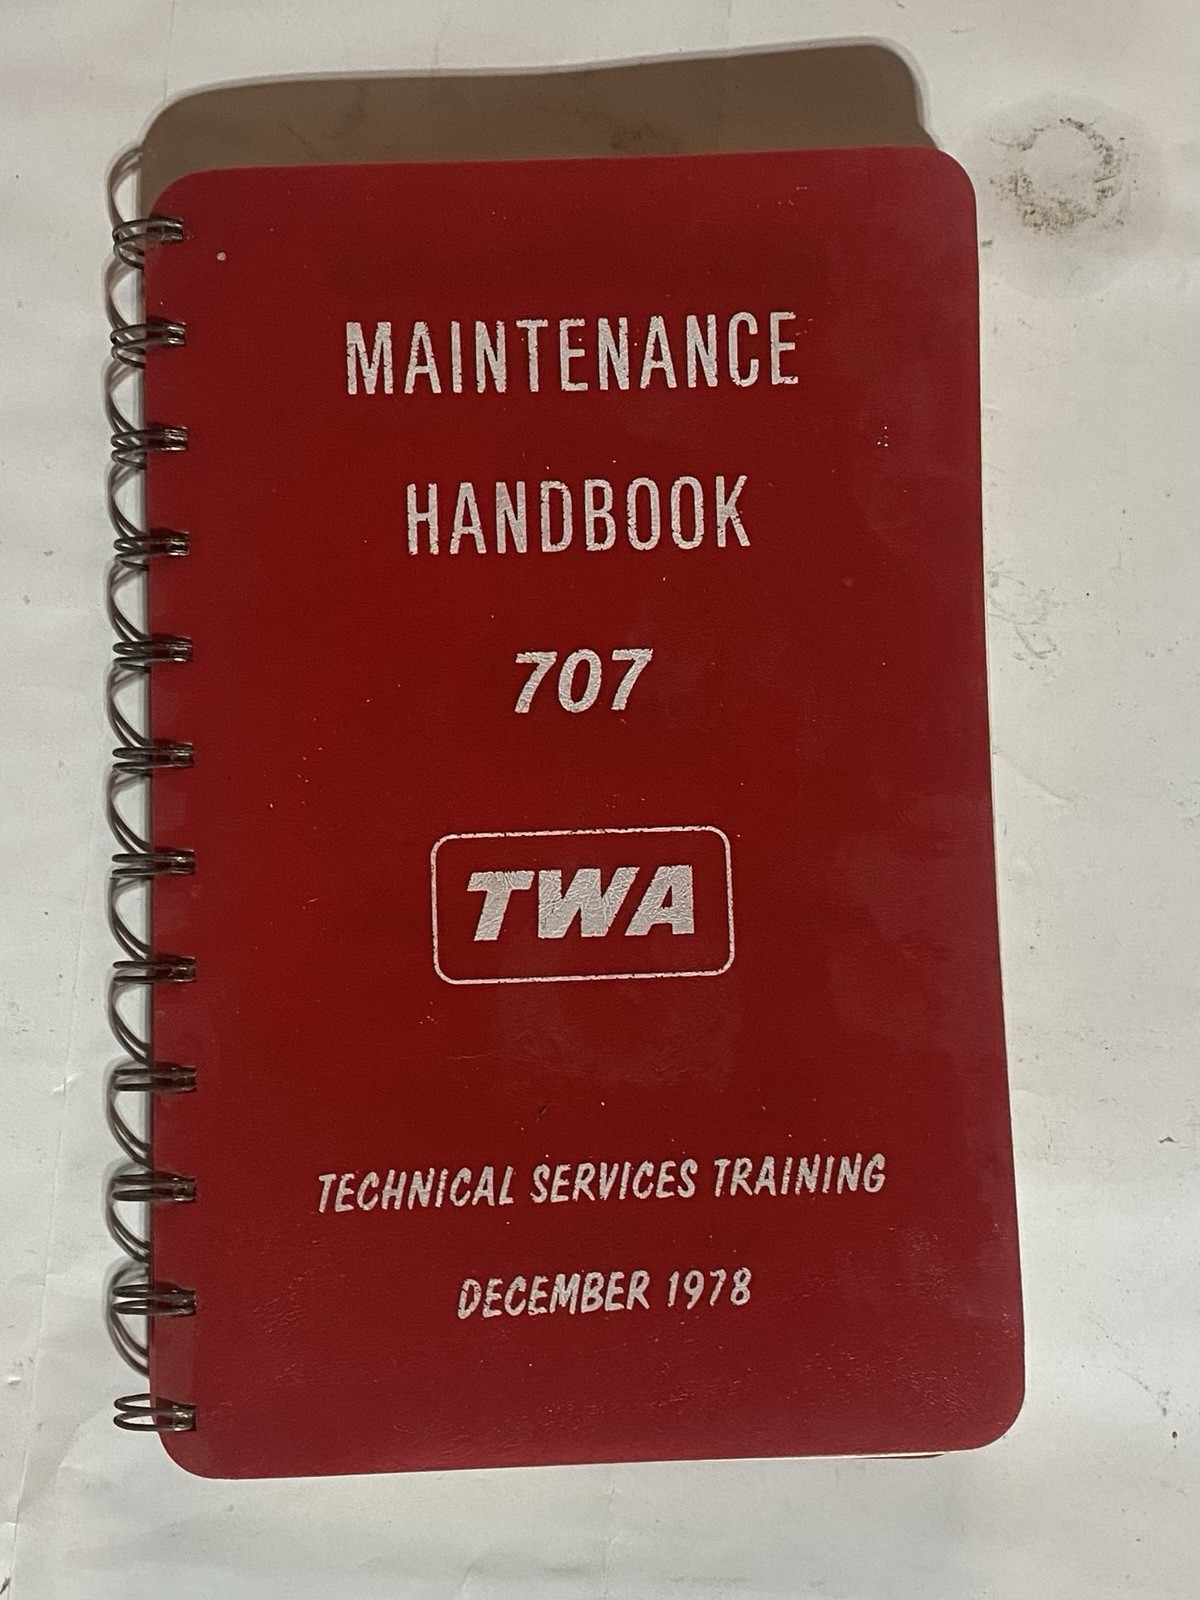 MAINTENANCE
HANDBOOK
707
TWA
TECHNICAL SERVICES TRAINING
DECEMBER 1978